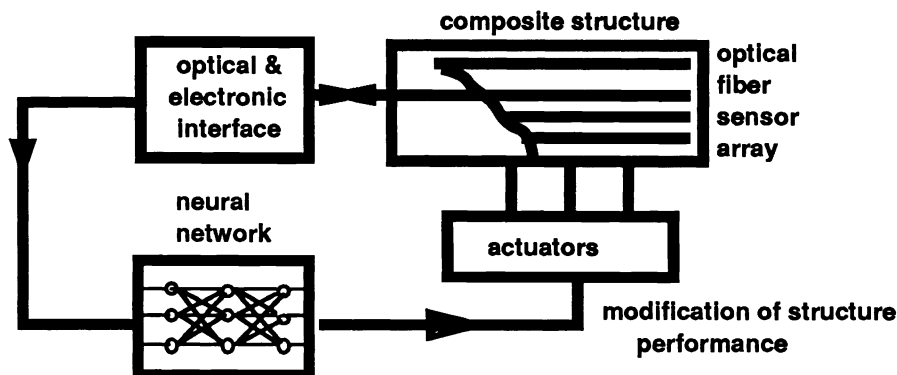 composite structure
optical &
electronic
interface
optical
fiber
sensor
array
neural
network
actuators
modification of structure
performance